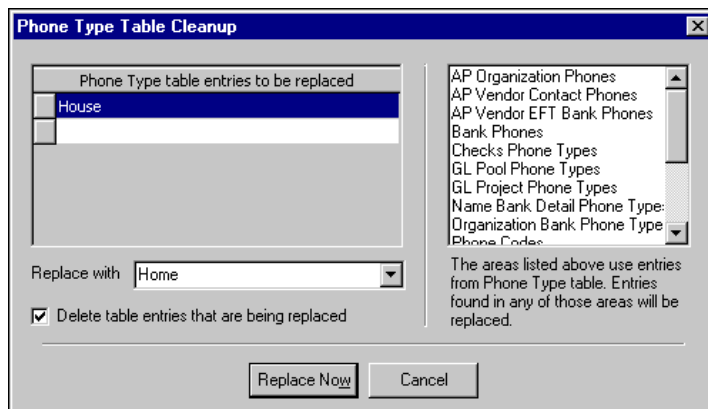 Phone Type Table Cleanup
Phone Type table entries to be replaced
House
Replace with Home
Delete table entries that are being replaced
AP Organization Phones
AP Vendor Contact Phones
AP Vendor EFT Bank Phones
Bank Phones
Checks Phone Types
GL Pool Phone Types
GL Project Phone Types
Name Bank Detail Phone Type
Organization Bank Phone Type
Phone Codes
The areas listed above use entries
from Phone Type table. Entries
found in any of those areas will be
replaced.
Replace Now Cancel